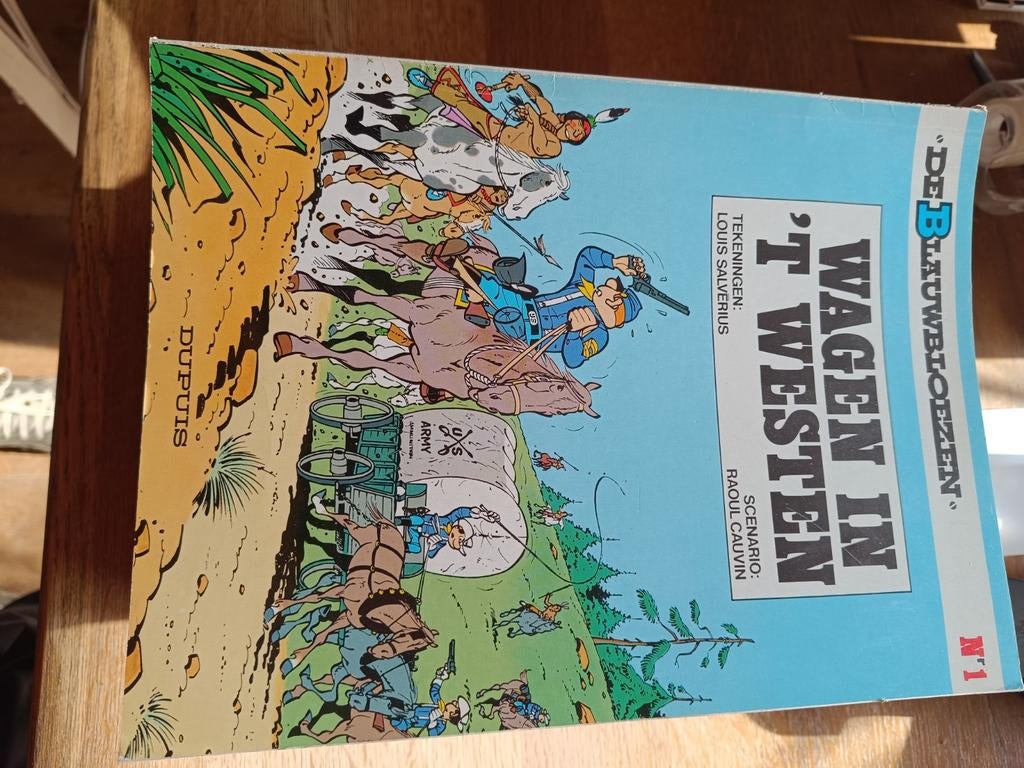 "DE BLAUWBLOEZEN"
Nr 1
WAGEN IN
'T WESTEN
TEKENINGEN:
LOUIS SALVERIUS
SCENARIO:
RAOUL CAUVIN
US
ARMY
DUPUIS